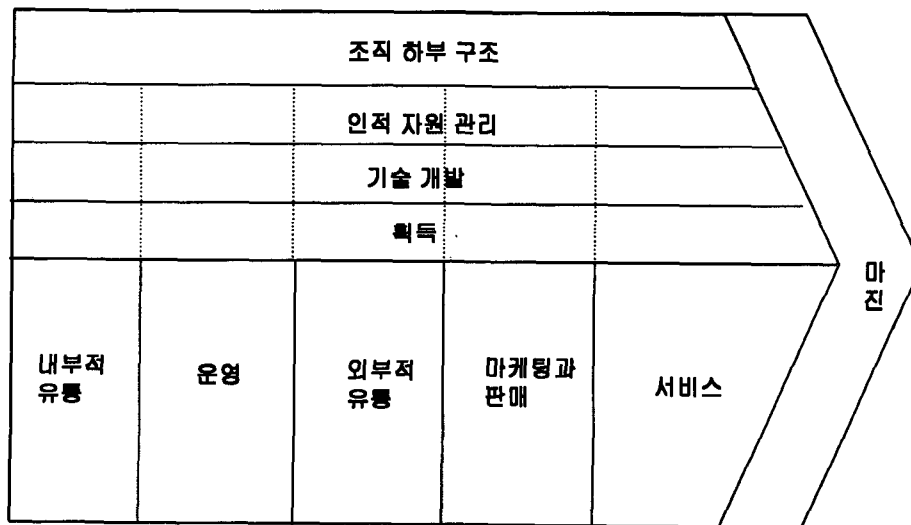 조직 하부 구조
인적 자원 관리
기술 개발
획득
마
진
내부적
유통
운영
외부적
유통
마케팅과
판매
서비스